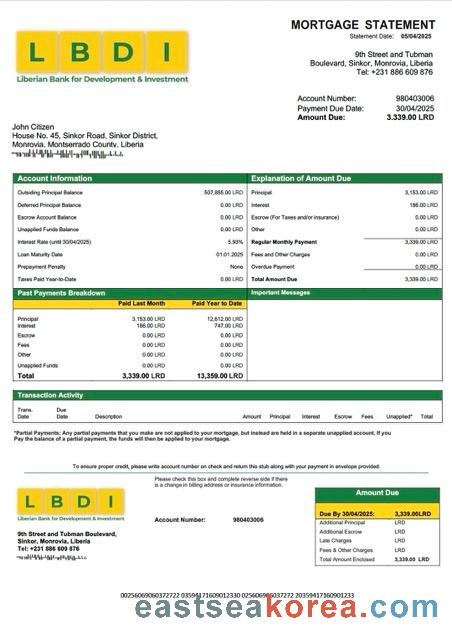 LBDI
Liberian Bank for Development & Investment
MORTGAGE STATEMENT
Statement Date: 05/04/2025
9th Street and Tubman
Boulevard, Sinkor, Monrovia, Liberia
Tel: +231 886 609 876
Account Number: 980403006
Payment Due Date: 30/04/2025
Amount Due: 3.339.00 LRD
John Citizen
House No. 45, Sinkor Road, Sinkor District,
Monrovia, Montserrado County, Liberia
Account Information
Outsiding Principal Balance 507,855.00 LRD
Deferred Principal Balance 0.00 LRD
Escrow Account Balance 0.00 LRD
Unapplied Funds Balance 0.00 LRD
Interest Rate (until 30/04/2025) 5.93%
Loan Maturity Date 01.01.2025
Prepayment Penalty None
Taxes Paid Year-to-Date 0.00 LRD
Explanation of Amount Due
Principal 3,153.00 LRD
Interest 186.00 LRD
Escrow (For Taxes and/or insurance) 0.00 LRD
Other 0.00 LRD
Regular Monthly Payment 3,339.00 LRD
Fees and Other Charges 0.00 LRD
Overdue Payment 0.00 LRD
Total Amount Due 3,339.00 LRD
Past Payments Breakdown
Paid Last Month Paid Year to Date
Principal 3,153.00 LRD 12,612.00 LRD
Interest 186.00 LRD 747.00 LRD
Escrow 0.00 LRD 0.00 LRD
Fees 0.00 LRD 0.00 LRD
Other 0.00 LRD 0.00 LRD
Unapplied Funds 0.00 LRD 0.00 LRD
Total 3,339.00 LRD 13,359.00 LRD
Important Messages
Transaction Activity
Trans. Date Due Date Description Amount Principal Interest Escrow Fees Unapplied* Total
*Partial Payments: Any partial payments that you make are not applied to your mortgage, but instead are held in a separate unapplied account. If you
Pay the balance of a partial payment, the funds will then be applied to your mortgage.
To ensure proper credit, please write account number on check and return this stub along with your payment in envelope provided.
LBDI
Liberian Bank for Development & Investment
9th Street and Tubman Boulevard,
Sinkor, Monrovia, Liberia
Tel: +231 886 609 876
Please check this box and complete reverse side if there
is a change in billing address or insurance information.
Account Number: 980403006
Amount Due
Due By 30/04/2025: 3,339.00LRD
Additional Principal LRD
Additional Escrow LRD
Late Charges LRD
Fees & Other Charges LRD
Total Amount Enclosed 3,339.00 LRD
eastseakorea.com